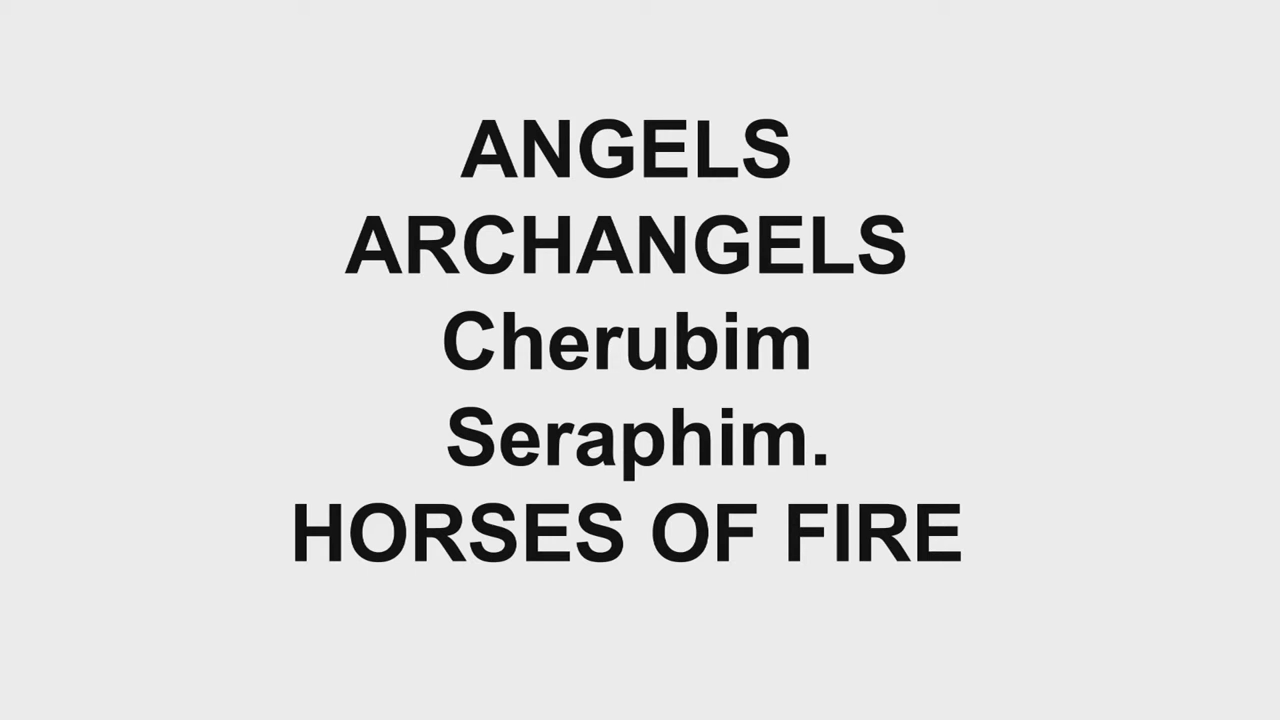 ANGELS
ARCHANGELS
Cherubim
Seraphim.
HORSES OF FIRE